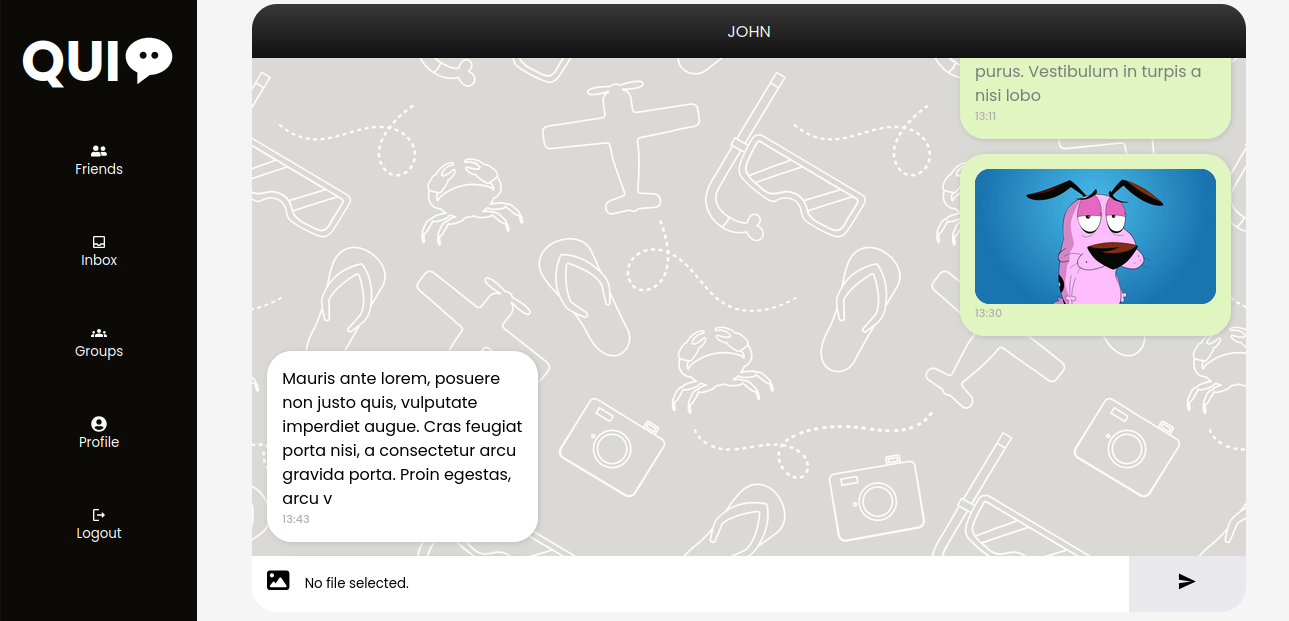 QUI
Friends
Inbox
Groups
Profile
Logout
JOHN
purus. Vestibulum in turpis a
nisi lobo
13:11
13:30
Mauris ante lorem, posuere
non justo quis, vulputate
imperdiet augue. Cras feugiat
porta nisi, a consectetur arcu
gravida porta. Proin egestas,
arcu v
13:43
No file selected.